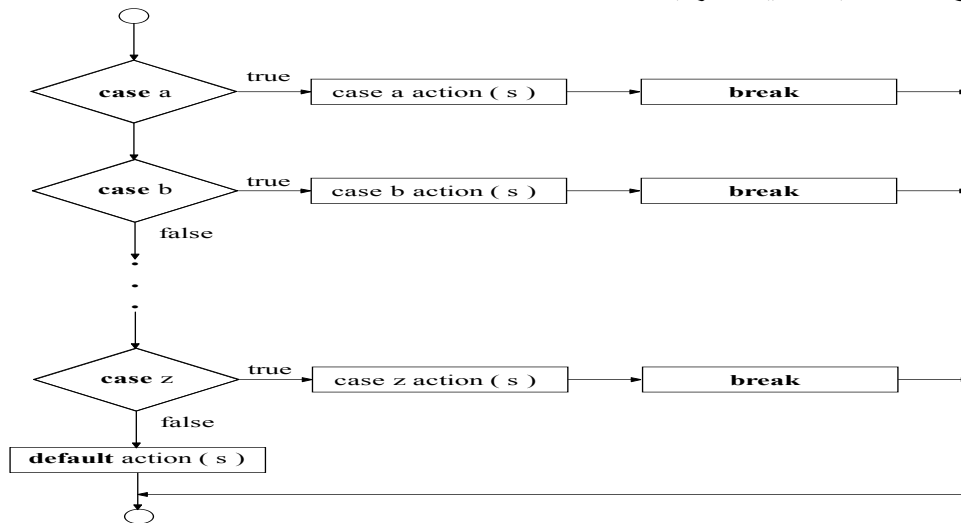 true
case a
case a action ( s )
break
true
case b
case b action ( s )
break
false
true
case z
case z action ( s )
break
false
default action ( s )